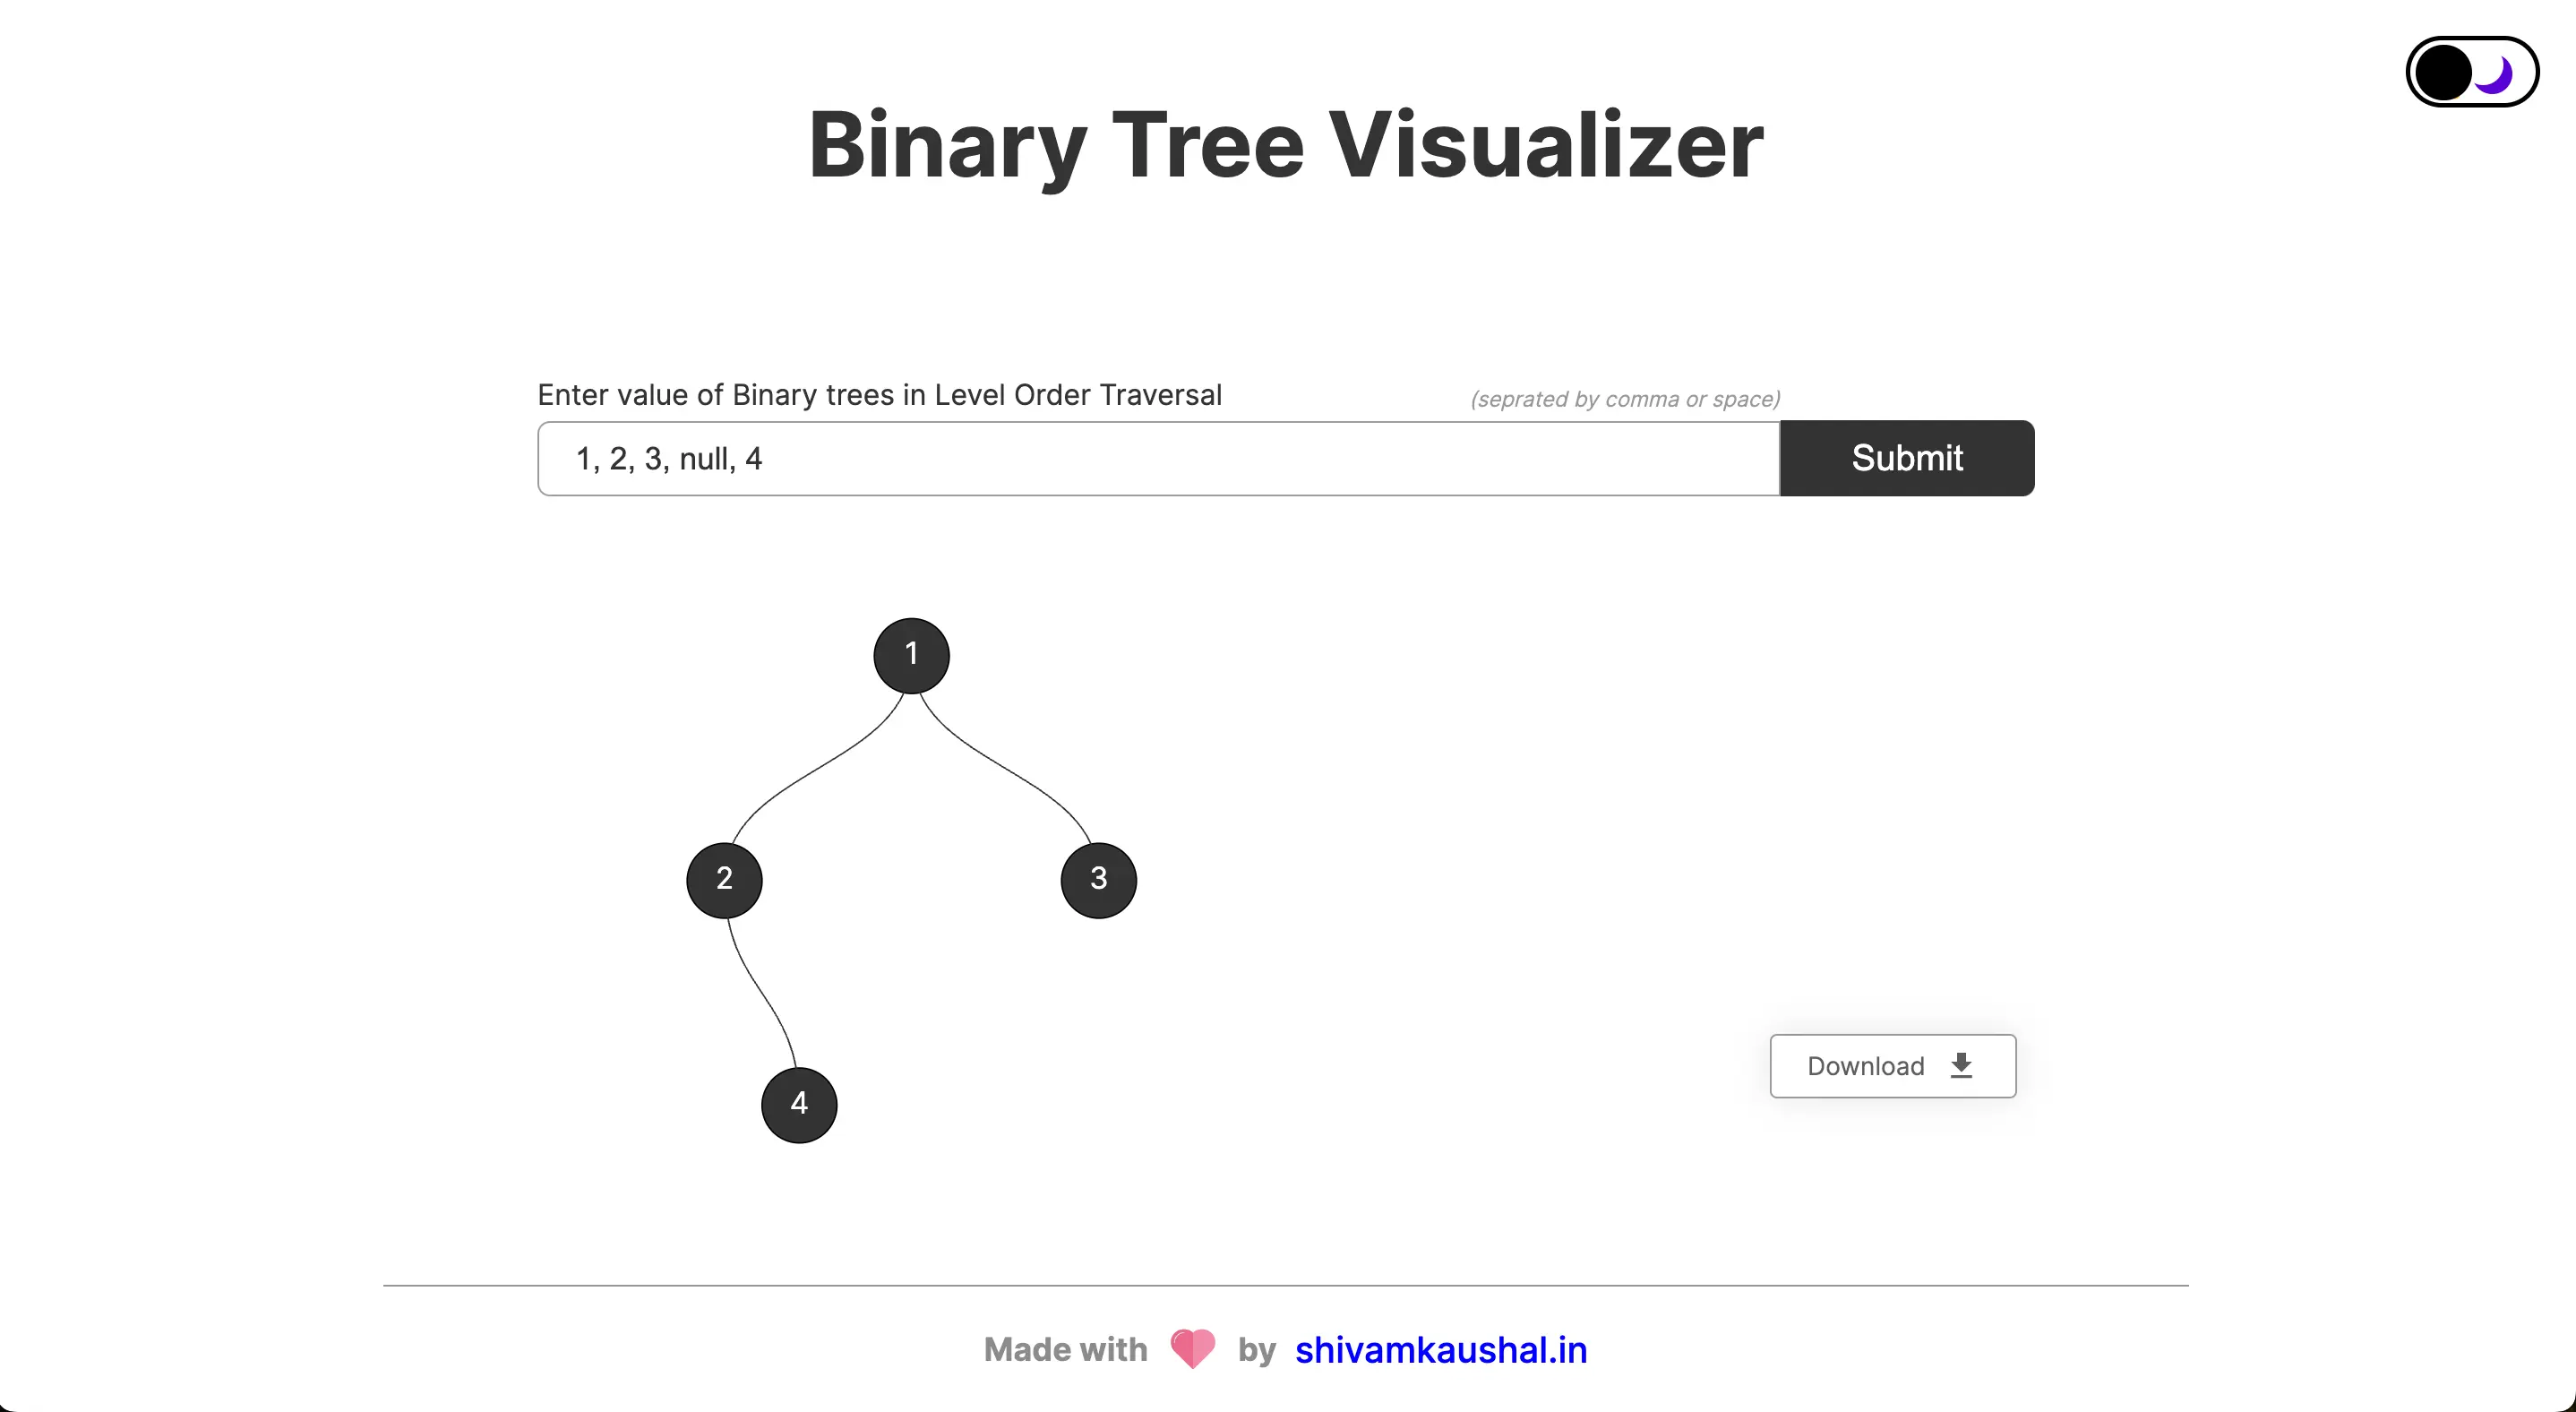 Binary Tree Visualizer
Enter value of Binary trees in Level Order Traversal
(seprated by comma or space)
1, 2, 3, null, 4
Submit
1
2
3
4
Download
Made with by shivamkaushal.in